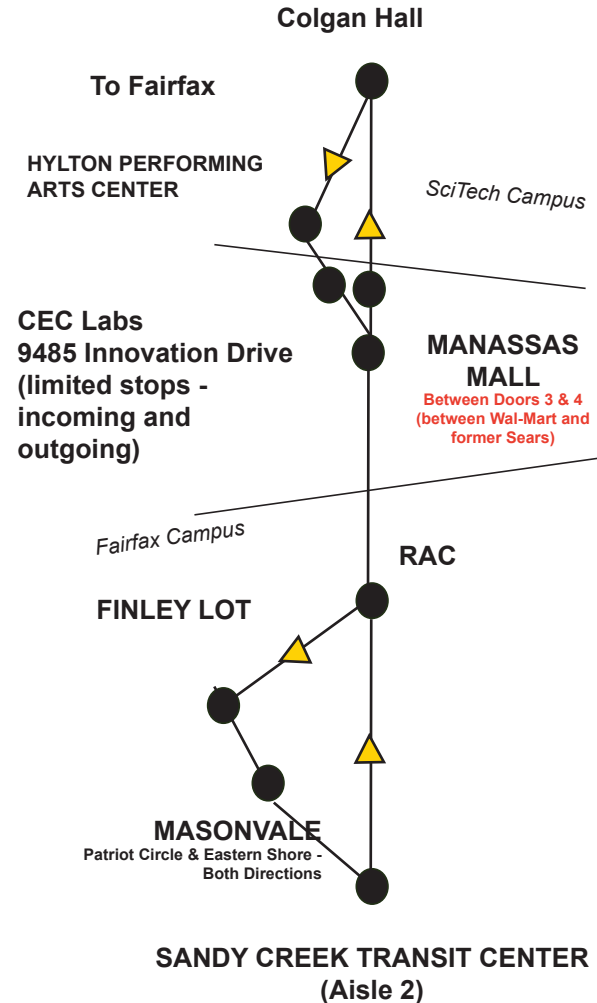 Colgan Hall
To Fairfax
HYLTON PERFORMING
ARTS CENTER
SciTech Campus
CEC Labs
9485 Innovation Drive
(limited stops -
incoming and
outgoing)
MANASSAS
MALL
Between Doors 3 & 4
(between Wal-Mart and
former Sears)
Fairfax Campus
RAC
FINLEY LOT
MASONVALE
Patriot Circle & Eastern Shore -
Both Directions
SANDY CREEK TRANSIT CENTER
(Aisle 2)